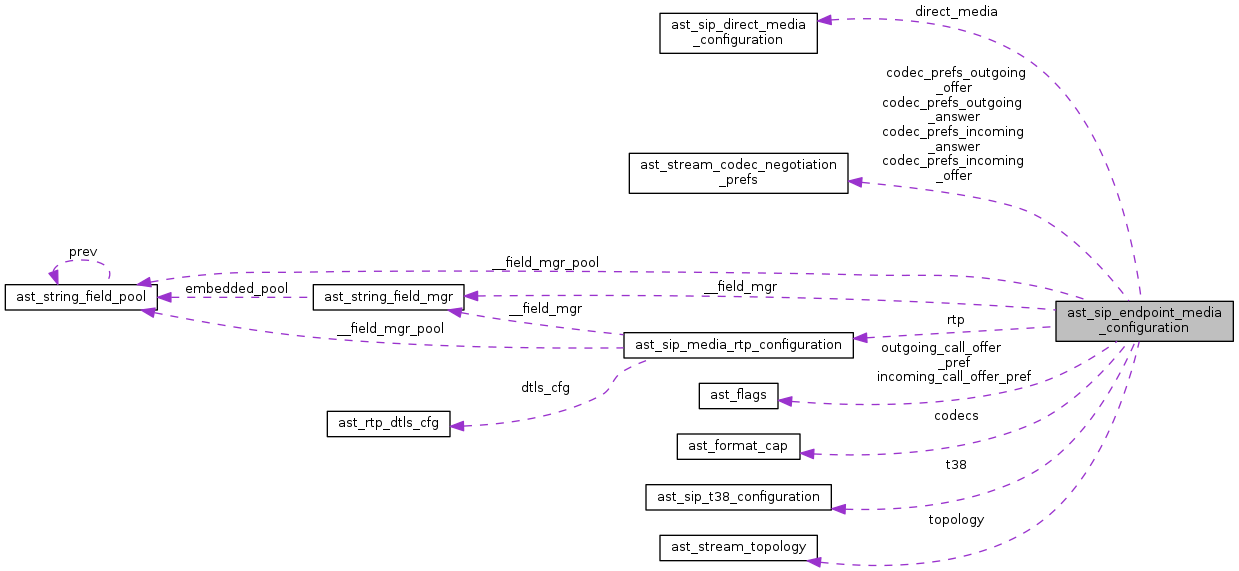 direct_media
ast_sip_direct_media
_configuration
codec_prefs_outgoing
_offer
codec_prefs_outgoing
_answer
codec_prefs_incoming
_answer
codec_prefs_incoming
_offer
ast_stream_codec_negotiation
_prefs
prev
__field_mgr_pool
ast_string_field_pool
embedded_pool
ast_string_field_mgr
__field_mgr
__field_mgr
__field_mgr_pool
ast_sip_media_rtp_configuration
rtp
ast_sip_endpoint_media
_configuration
outgoing_call_offer
_pref
incoming_call_offer_pref
dtls_cfg
ast_flags
ast_rtp_dtls_cfg
codecs
ast_format_cap
t38
ast_sip_t38_configuration
topology
ast_stream_topology